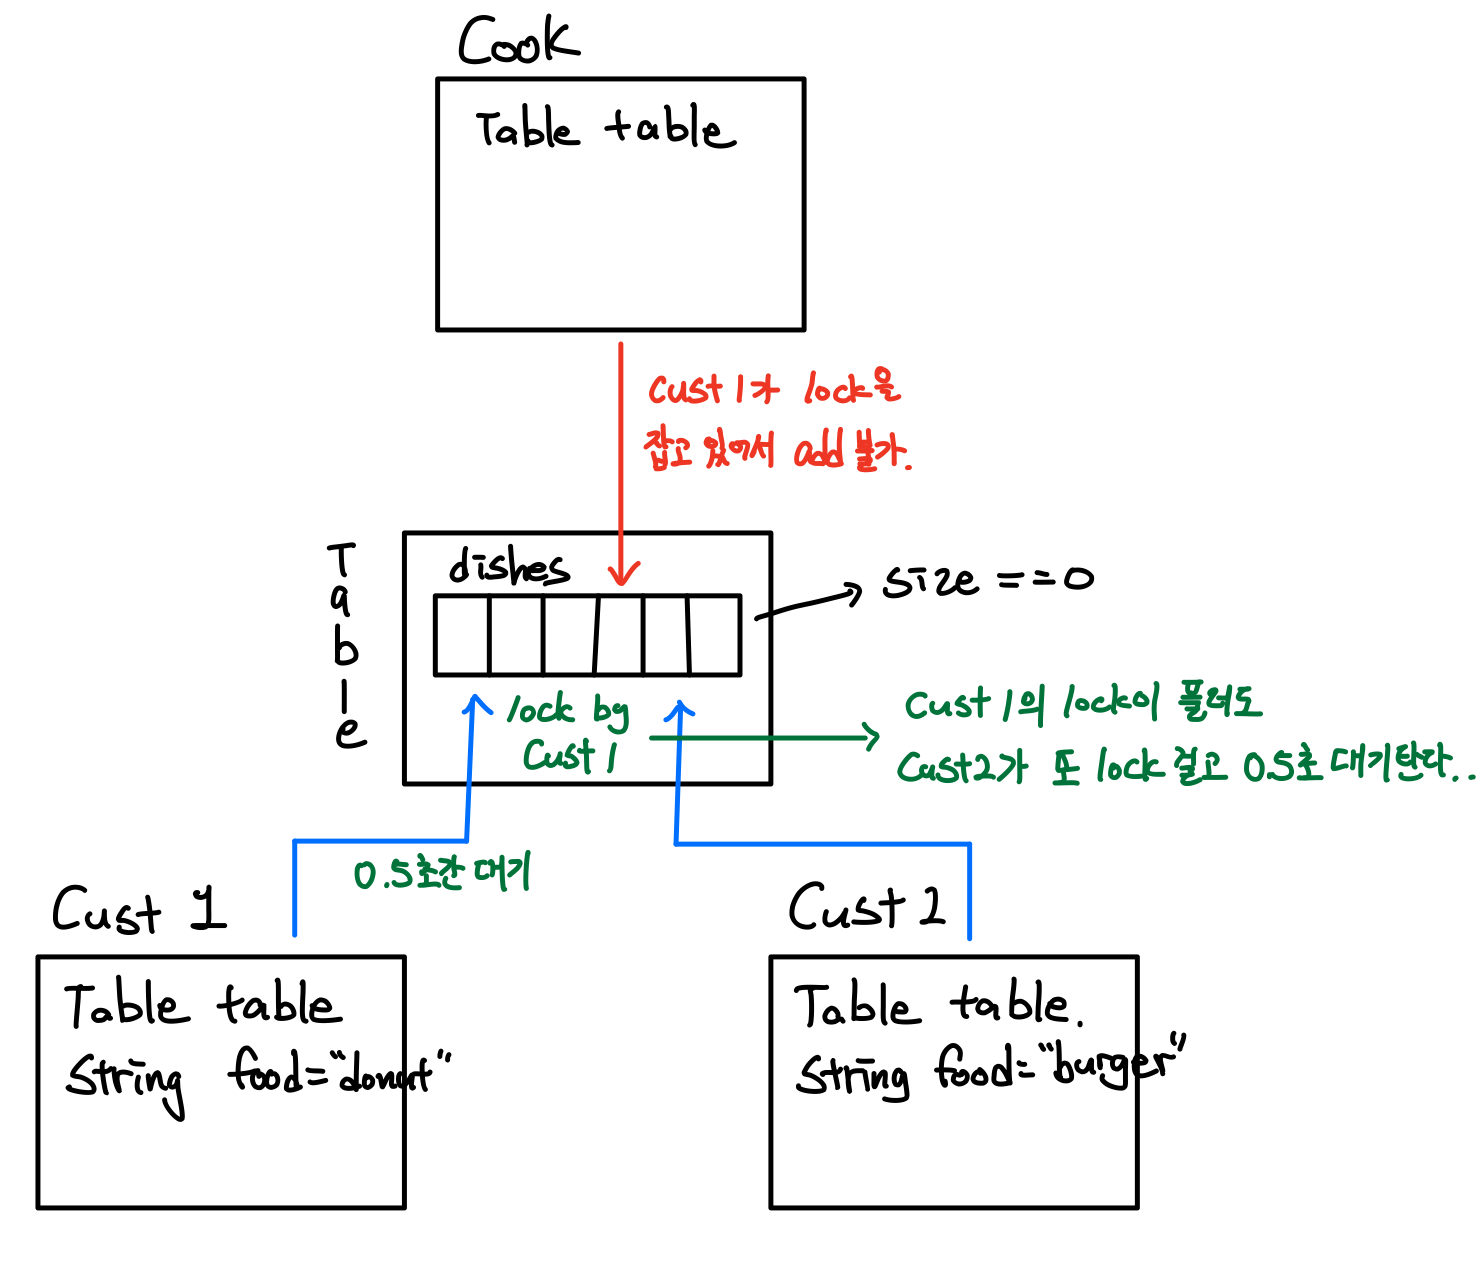 Cook
Table table
Cust 1가 lock을
잡고 있어서 add 불가.
Table
dishes
size == 0
lock by
Cust 1
Cust 1의 lock이 풀려도
Cust2가 또 lock 걸고 0.5초 대기탄다..
0.5초간 대기
Cust 1
Table table
String food="donut"
Cust 2
Table table.
String food="burger"